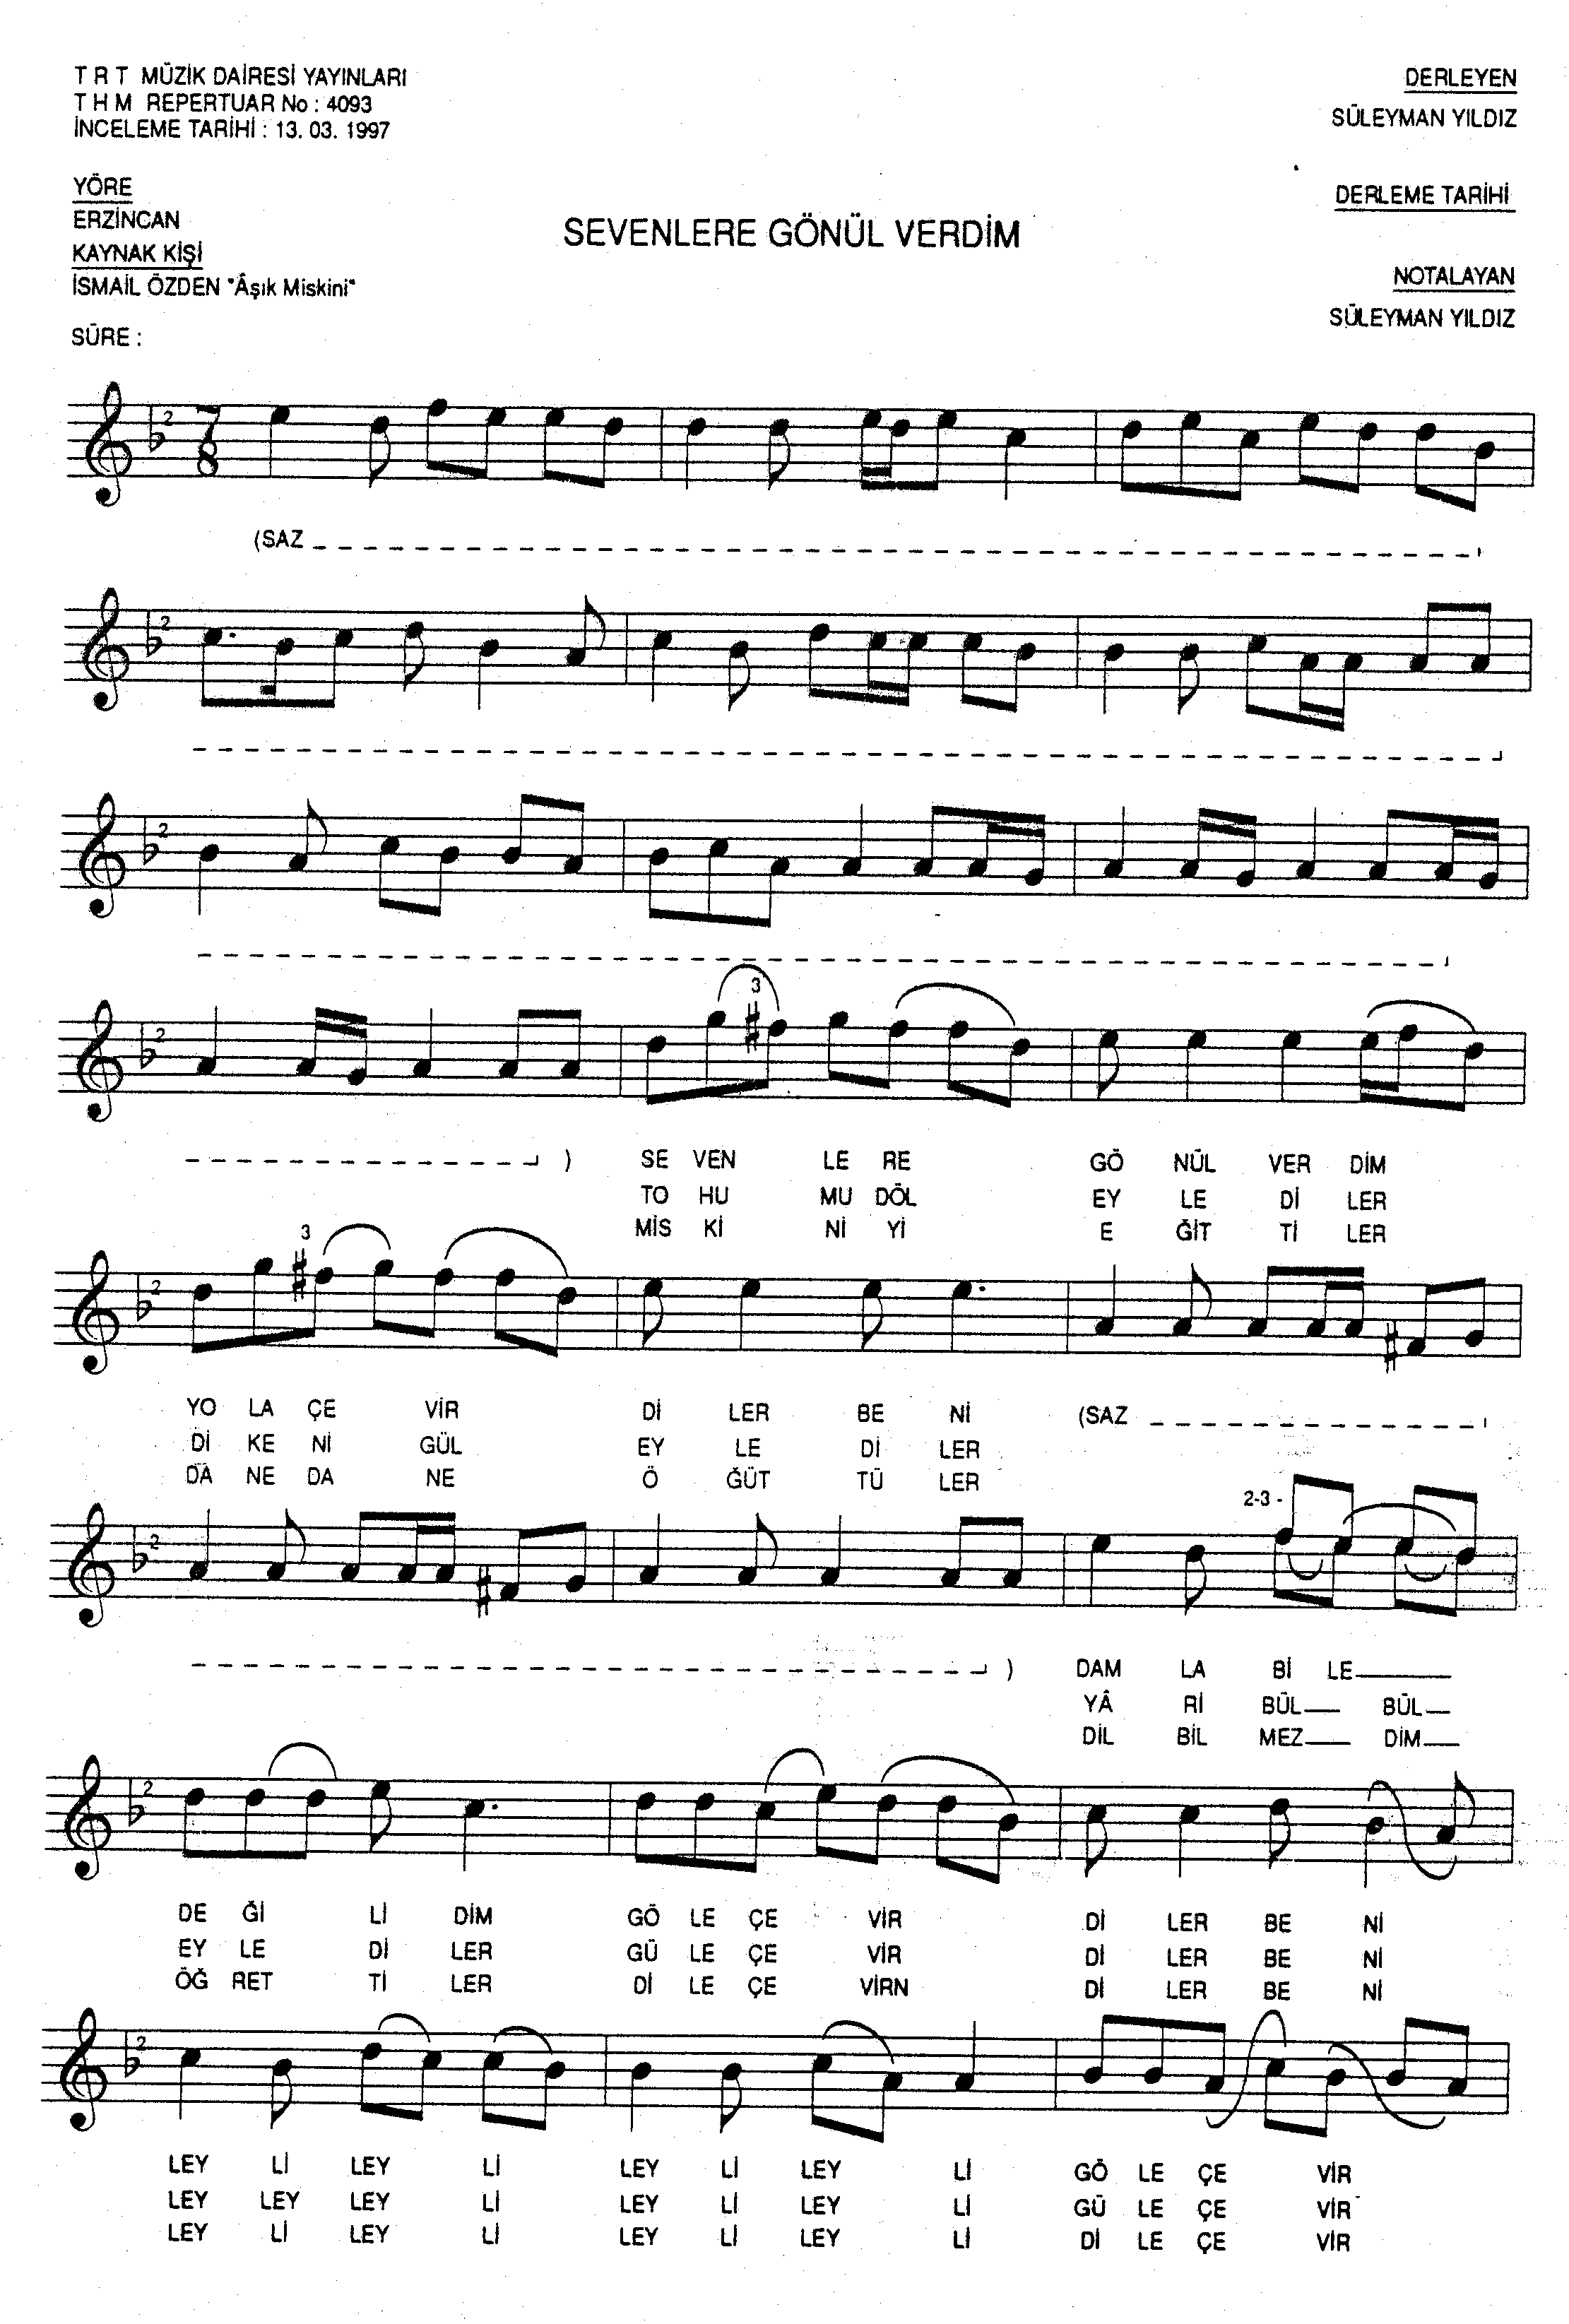 T R T MÜZİK DAİRESİ YAYINLARI
T H M REPERTUAR No : 4093
İNCELEME TARİHİ : 13. 03. 1997
DERLEYEN
SÜLEYMAN YILDIZ
YÖRE
ERZİNCAN
KAYNAK KİŞİ
İSMAİL ÖZDEN "Âşık Miskini"
SÜRE :
SEVENLERE GÖNÜL VERDİM
DERLEME TARİHİ
NOTALAYAN
SÜLEYMAN YILDIZ
2 7 8
(SAZ
2
2
2 3
) SE VEN LE RE GÖ NÜL VER DİM
TO HU MU DÖL EY LE Dİ LER
MİS Kİ Nİ Yİ E ĞİT Tİ LER
2 3
YO LA ÇE VİR Dİ LER BE Nİ (SAZ
Dİ KE Nİ GÜL EY LE Dİ LER
DÂ NE DA NE Ö ĞÜT TÜ LER
2 2-3 -
) DAM LA Bİ LE
YÂ Rİ BÜL BÜL
DİL BİL MEZ DİM
2
DE Ğİ Lİ DİM GÖ LE ÇE VİR Dİ LER BE Nİ
EY LE Dİ LER GÜ LE ÇE VİR Dİ LER BE Nİ
ÖĞ RET Tİ LER Dİ LE ÇE VİRN Dİ LER BE Nİ
2
LEY Lİ LEY Lİ LEY Lİ LEY Lİ GÖ LE ÇE VİR
LEY LEY LEY Lİ LEY Lİ LEY Lİ GÜ LE ÇE VİR
LEY Lİ LEY Lİ LEY Lİ LEY Lİ Dİ LE ÇE VİR